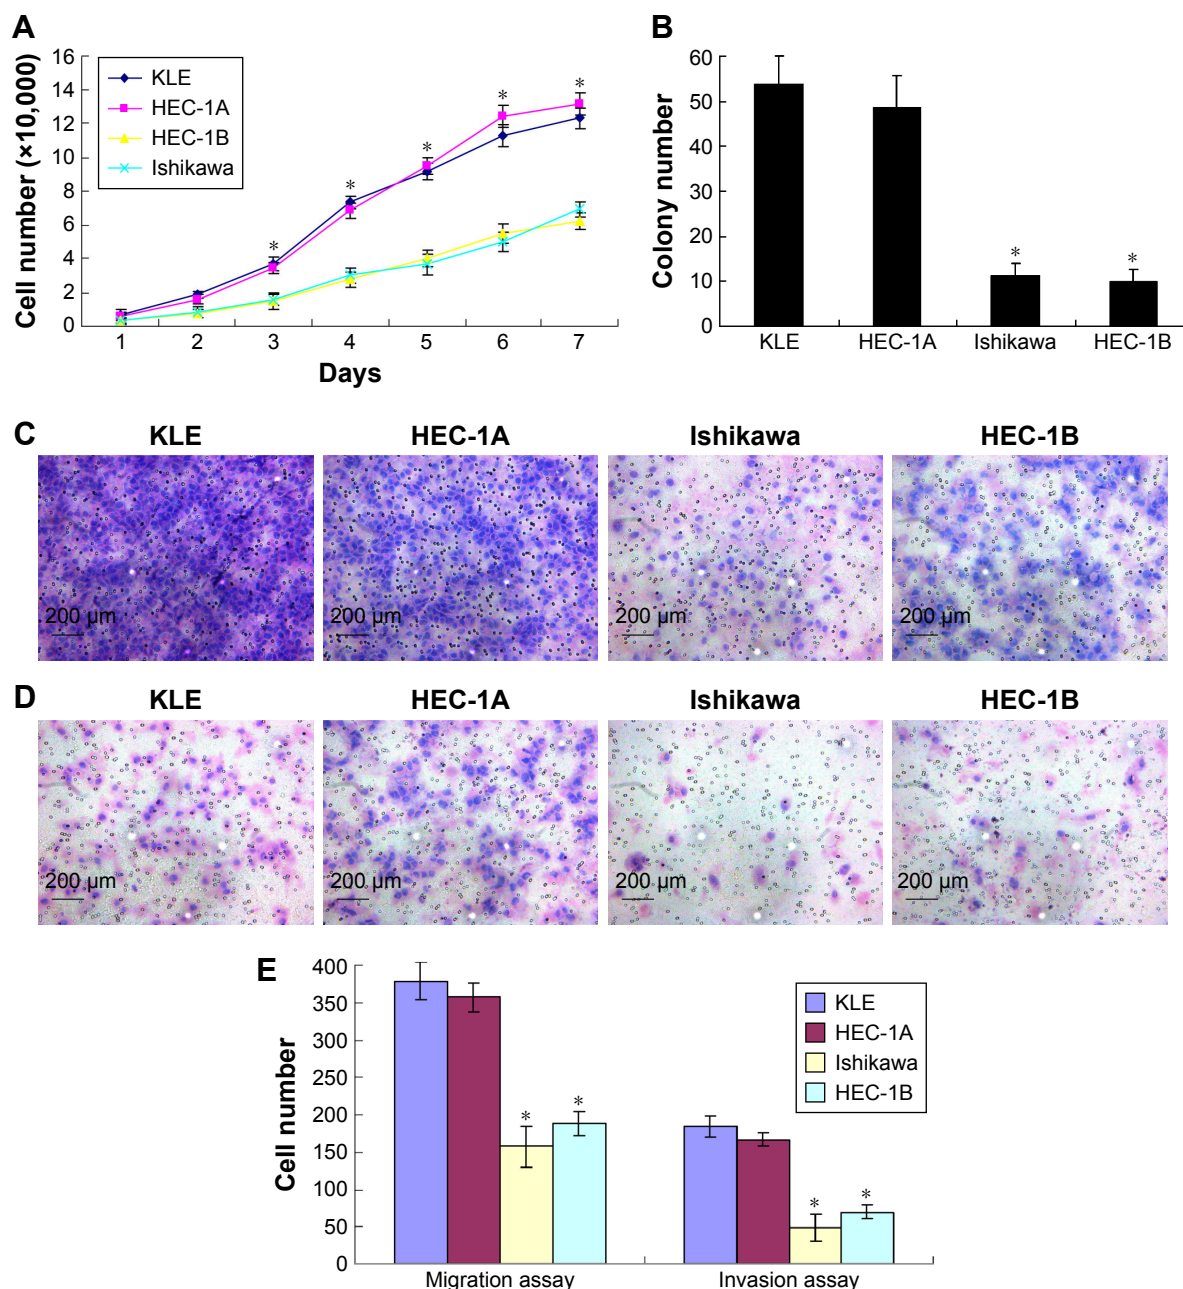 A
16
14
12
10
8
6
4
2
0
Cell number (×10,000)
KLE
HEC-1A
HEC-1B
Ishikawa
* * * * *
1 2 3 4 5 6 7
Days
B
60
50
40
30
20
10
0
Colony number
* *
KLE HEC-1A Ishikawa HEC-1B
C
KLE HEC-1A Ishikawa HEC-1B
200 µm 200 µm 200 µm 200 µm
D
KLE HEC-1A Ishikawa HEC-1B
200 µm 200 µm 200 µm 200 µm
E
400
350
300
250
200
150
100
50
0
Cell number
KLE
HEC-1A
Ishikawa
HEC-1B
* *
* *
Migration assay Invasion assay